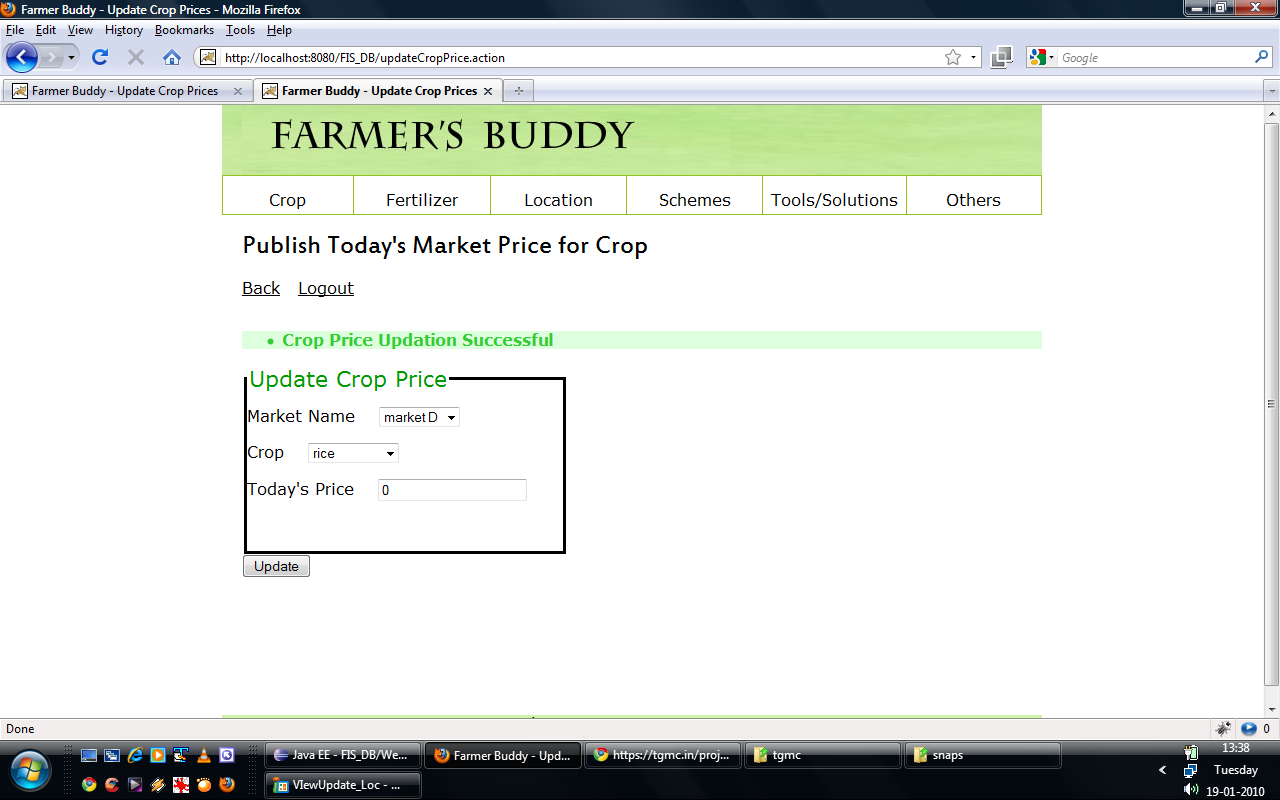 Farmer Buddy - Update Crop Prices - Mozilla Firefox
File Edit View History Bookmarks Tools Help
http://localhost:8080/FIS_DB/updateCropPrice.action
Google
Farmer Buddy - Update Crop Prices
Farmer Buddy - Update Crop Prices
FARMER'S BUDDY
Crop Fertilizer Location Schemes Tools/Solutions Others
Publish Today's Market Price for Crop
Back Logout
Crop Price Updation Successful
Update Crop Price
Market Name market D
Crop rice
Today's Price 0
Update
Done
0
Java EE - FIS_DB/We...
Farmer Buddy - Upd...
https://tgmc.in/proj...
tgmc
snaps
VIewUpdate_Loc - ...
13:38
Tuesday
19-01-2010